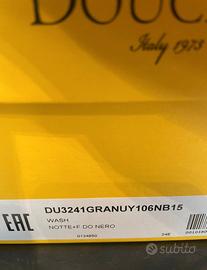 DOUC
Italy 1973
DU3241GRANUY106NB15
WASH
NOTTE+F.DO NERO
EAC
subito